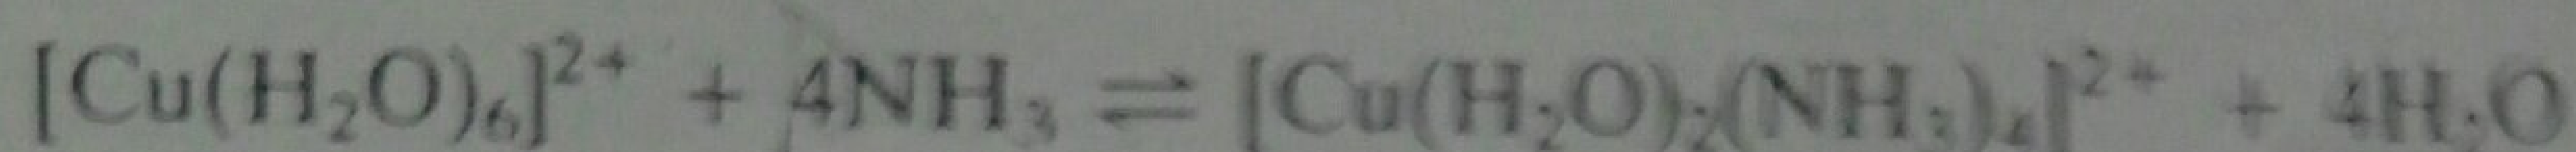 [Cu(H₂O)₆]²⁺ + 4NH₃ ⇌ [Cu(H₂O)₂(NH₃)₄]²⁺ + 4H₂O